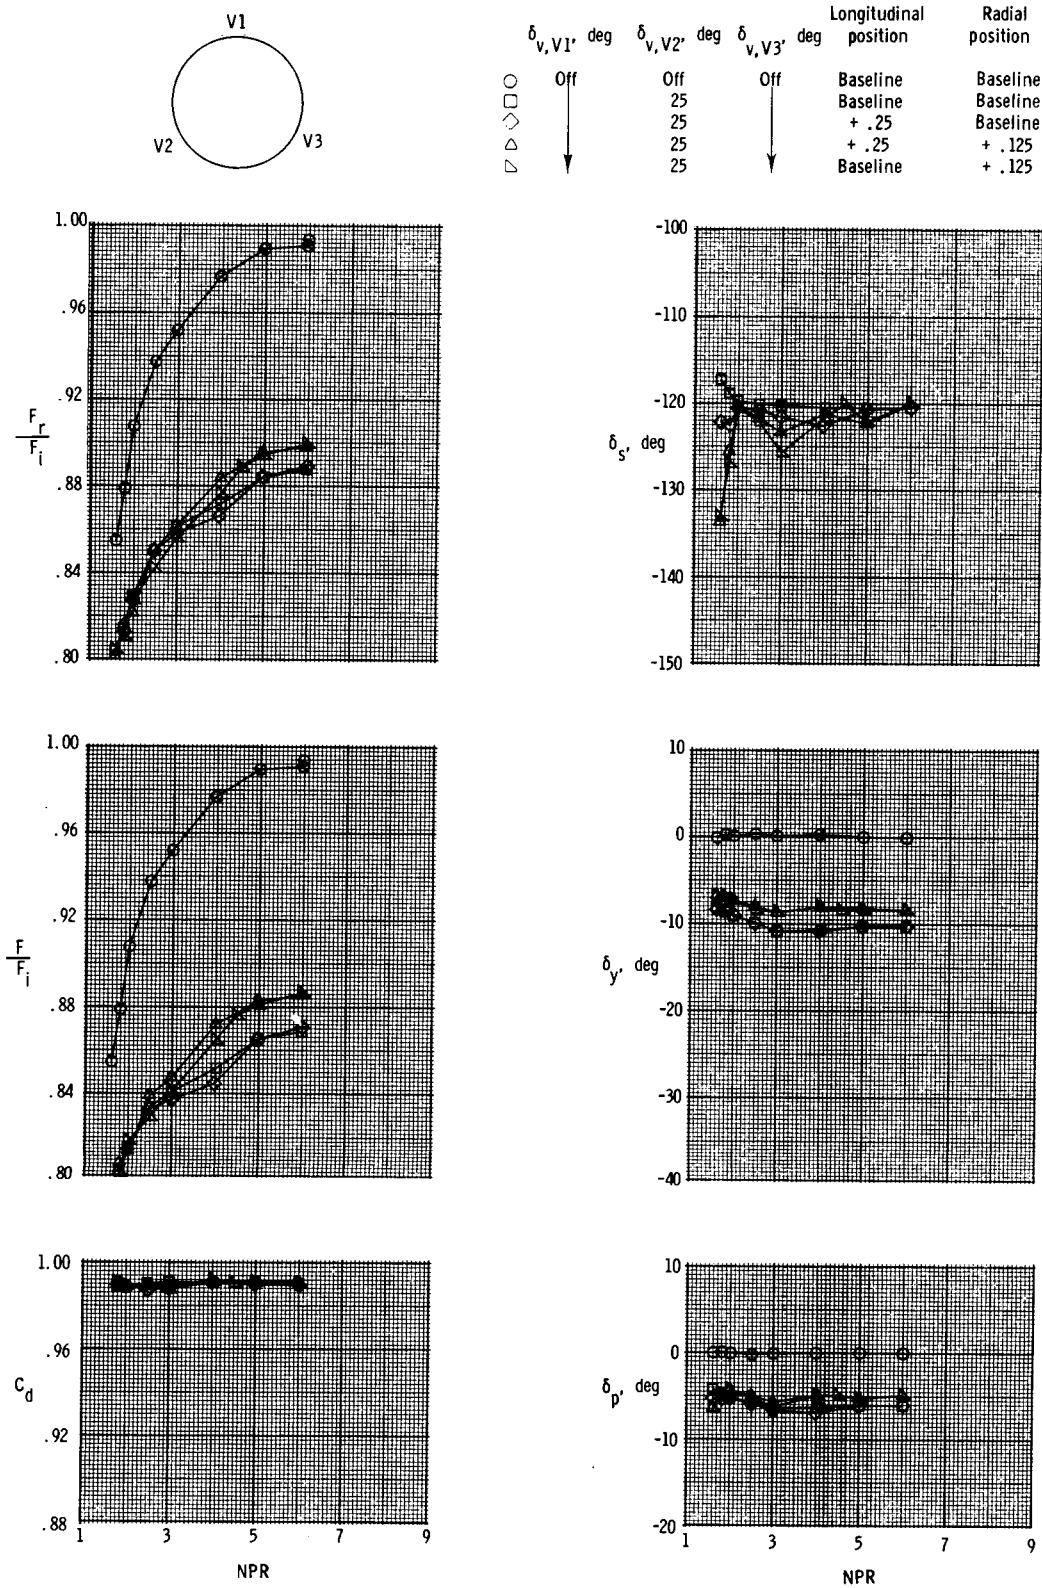 V1
V2
V3
δv,V1, deg δv,V2, deg δv,V3, deg Longitudinal position Radial position
Off Off Off Baseline Baseline
25 Baseline Baseline
25 + .25 Baseline
25 + .25 + .125
25 Baseline + .125
1.00
.96
.92
Fr
Fi
.88
.84
.80
-100
-110
-120
δs, deg
-130
-140
-150
1.00
.96
.92
F
Fi
.88
.84
.80
10
0
-10
δy, deg
-20
-30
-40
1.00
.96
Cd
.92
.88
1 3 5 7 9
NPR
10
0
δp, deg
-10
-20
1 3 5 7 9
NPR